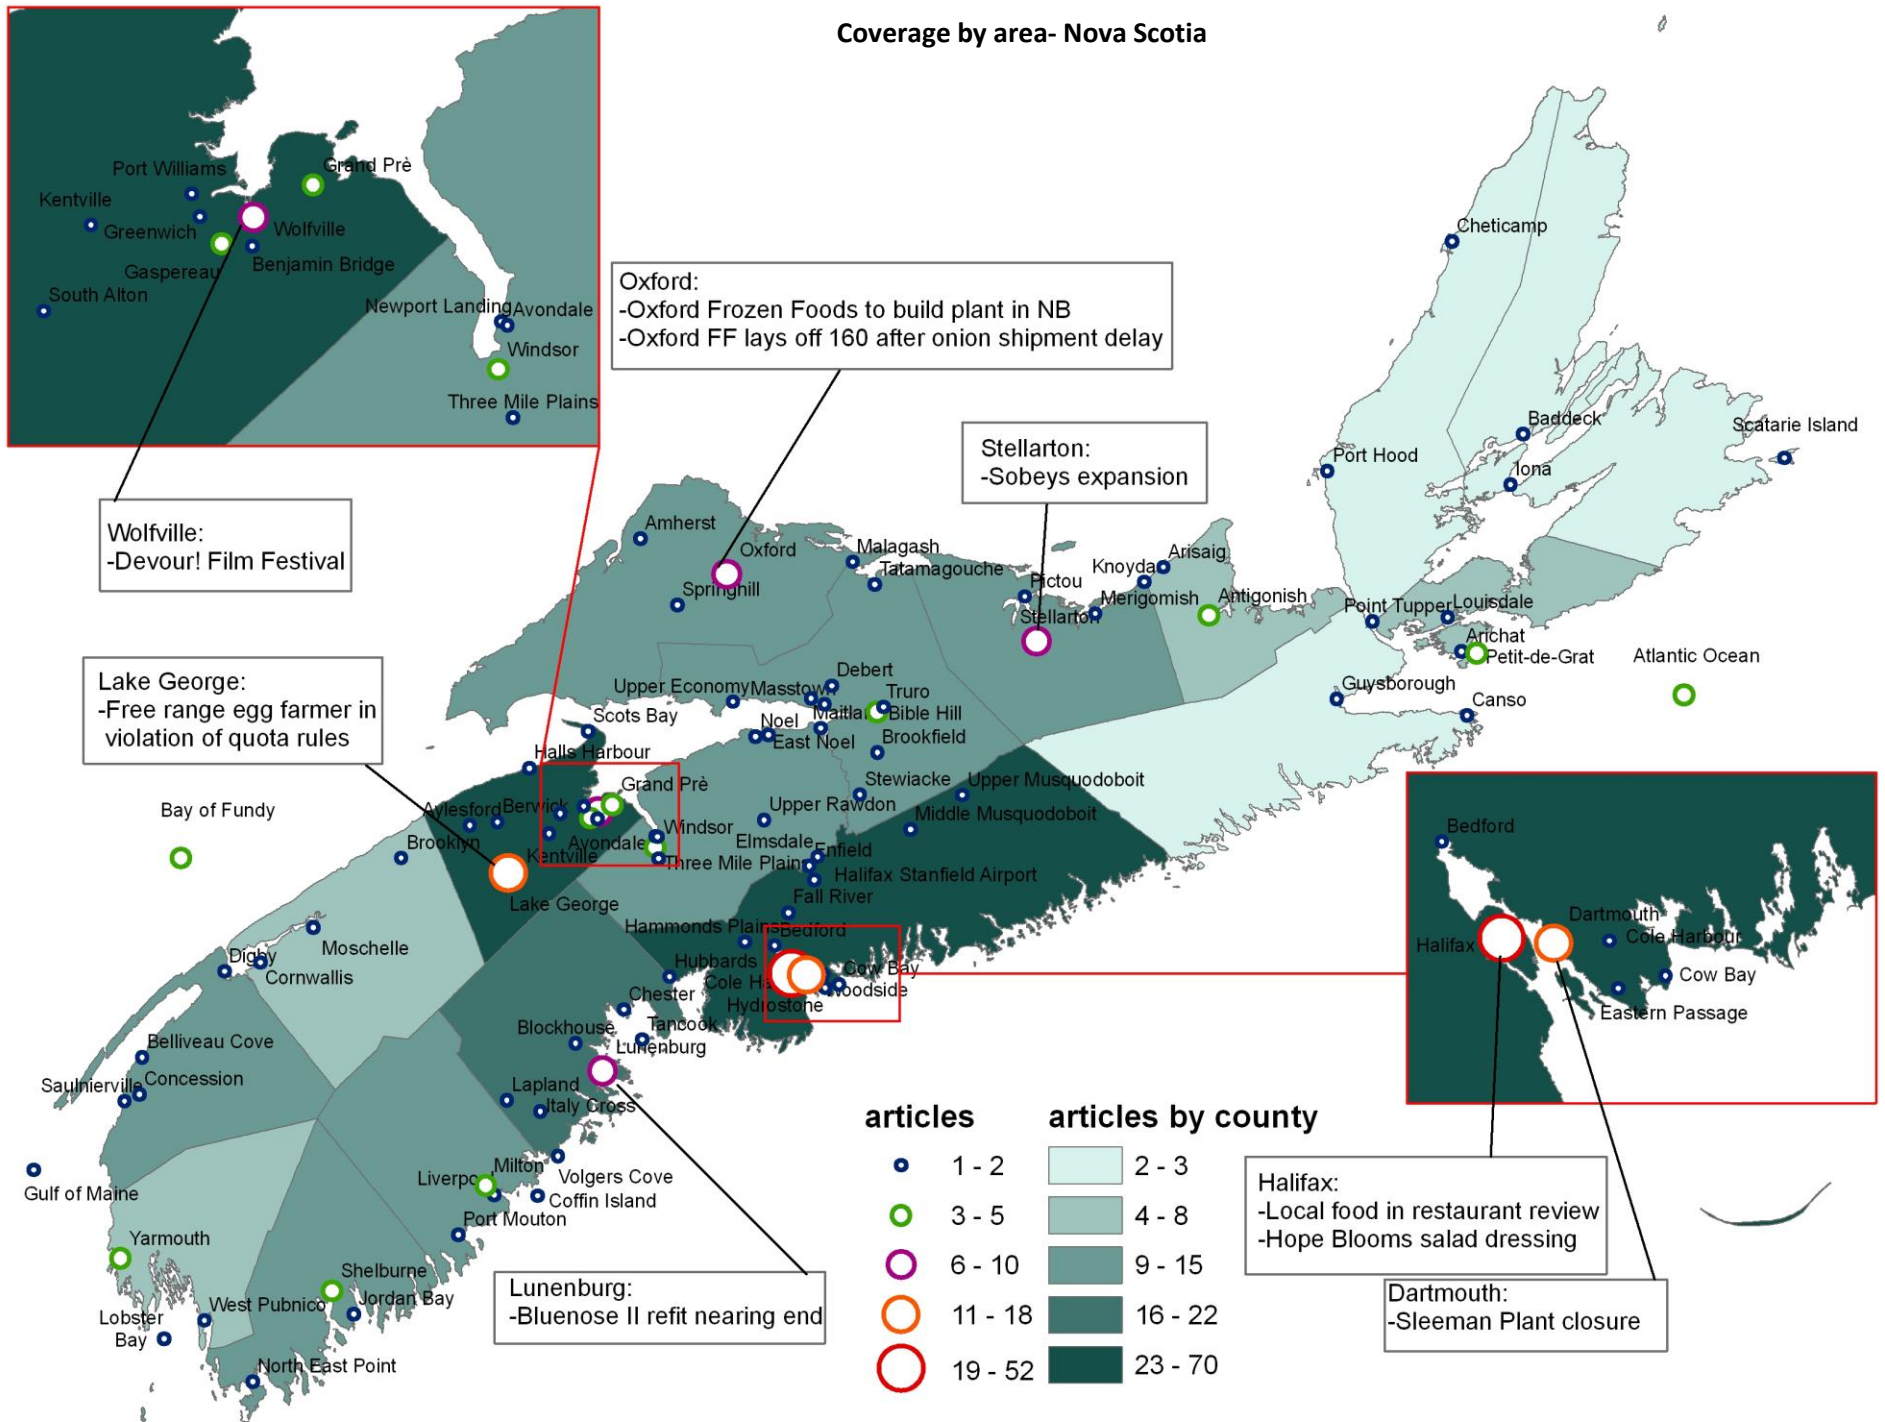 Coverage by area- Nova Scotia
Port Williams
Grand Prè
Kentville
Greenwich
Wolfville
Gaspereau
Benjamin Bridge
South Alton
Newport Landing
Avondale
Windsor
Three Mile Plains
Wolfville:
-Devour! Film Festival
Oxford:
-Oxford Frozen Foods to build plant in NB
-Oxford FF lays off 160 after onion shipment delay
Stellarton:
-Sobeys expansion
Lake George:
-Free range egg farmer in
violation of quota rules
Cheticamp
Baddeck
Scatarie Island
Port Hood
Iona
Amherst
Oxford
Springhill
Malagash
Tatamagouche
Arisaig
Knoyda
Pictou
Merigomish
Antigonish
Stellarton
Point Tupper
Louisdale
Arichat
Petit-de-Grat
Atlantic Ocean
Guysborough
Canso
Debert
Upper Economy
Masstown
Truro
Bible Hill
Scots Bay
Noel
East Noel
Brookfield
Halls Harbour
Grand Prè
Stewiacke
Upper Musquodoboit
Bay of Fundy
Aylesford
Berwick
Upper Rawdon
Middle Musquodoboit
Brooklyn
Kentville
Avondale
Windsor
Elmsdale
Enfield
Three Mile Plains
Halifax Stanfield Airport
Lake George
Fall River
Hammonds Plains
Bedford
Moschelle
Digby
Cornwallis
Hubbards
Cow Bay
Woodside
Hydrostone
Chester
Blockhouse
Tancook
Lunenburg
Belliveau Cove
Saulnierville
Concession
Lapland
Italy Cross
Gulf of Maine
Milton
Volgers Cove
Coffin Island
Port Mouton
Yarmouth
Shelburne
Jordan Bay
West Pubnico
Lobster
Bay
North East Point
Lunenburg:
-Bluenose II refit nearing end
Bedford
Dartmouth
Halifax
Cole Harbour
Cow Bay
Eastern Passage
Halifax:
-Local food in restaurant review
-Hope Blooms salad dressing
Dartmouth:
-Sleeman Plant closure
articles
1 - 2
3 - 5
6 - 10
11 - 18
19 - 52
articles by county
2 - 3
4 - 8
9 - 15
16 - 22
23 - 70